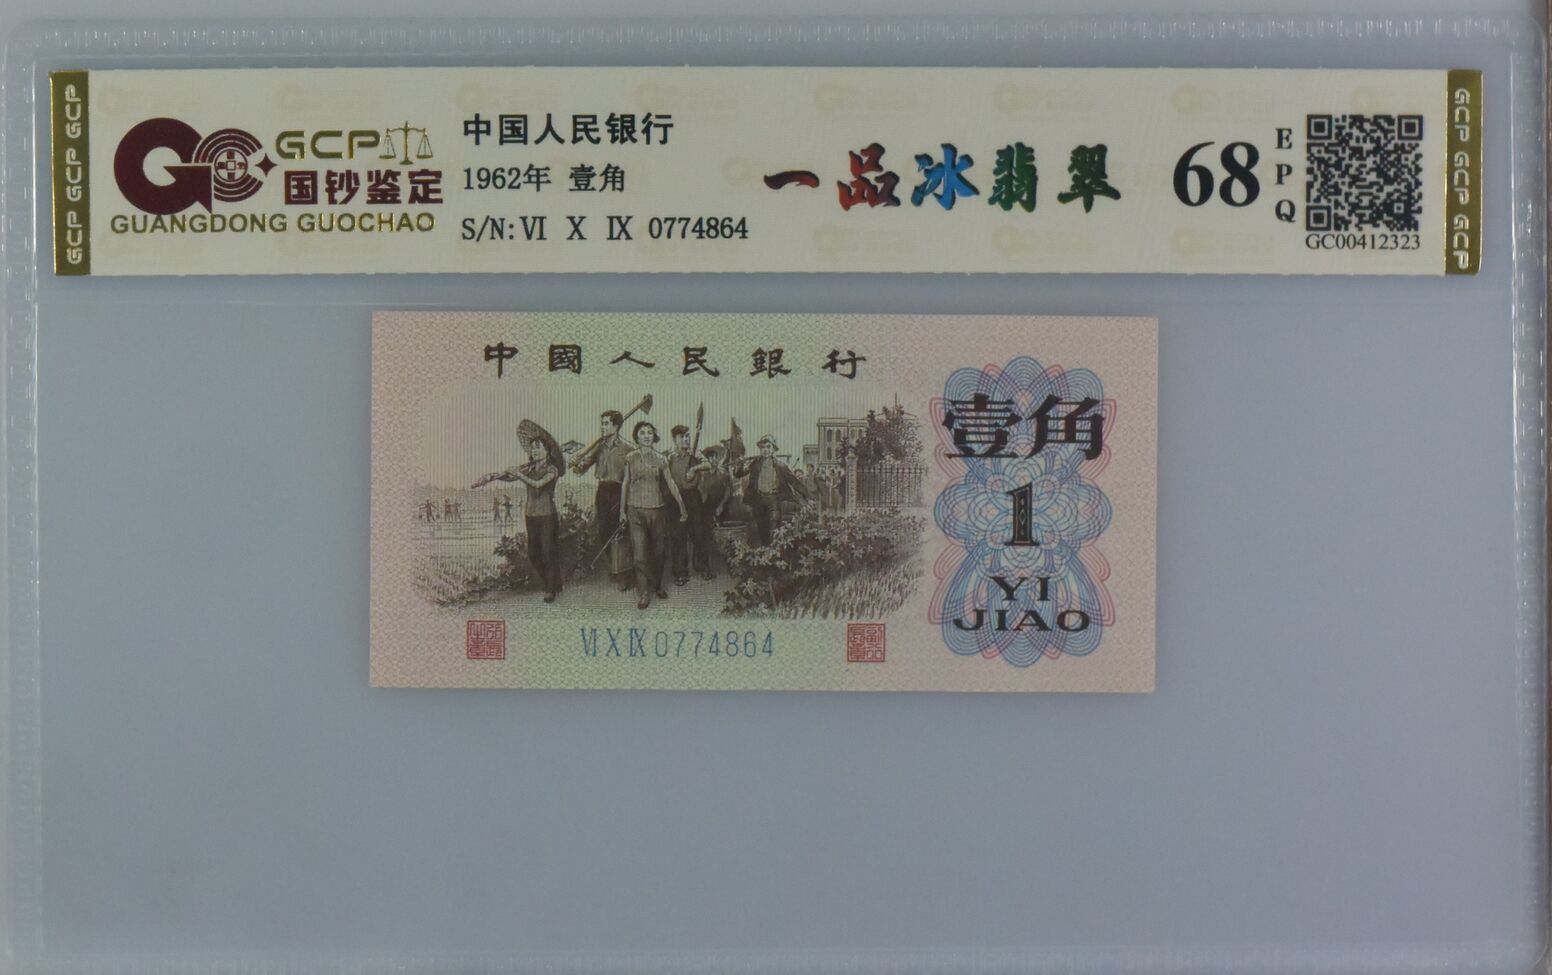 GCP GCP GCP
GCP
国钞鉴定
GUANGDONG GUOCHAO
中国人民银行
1962年 壹角
S/N: VI X IX 0774864
一品冰翡翠
68
EPQ
GC00412323
GCP GCP GCP
中國人民銀行
壹角
1
YI
JIAO
VI X IX 0774864